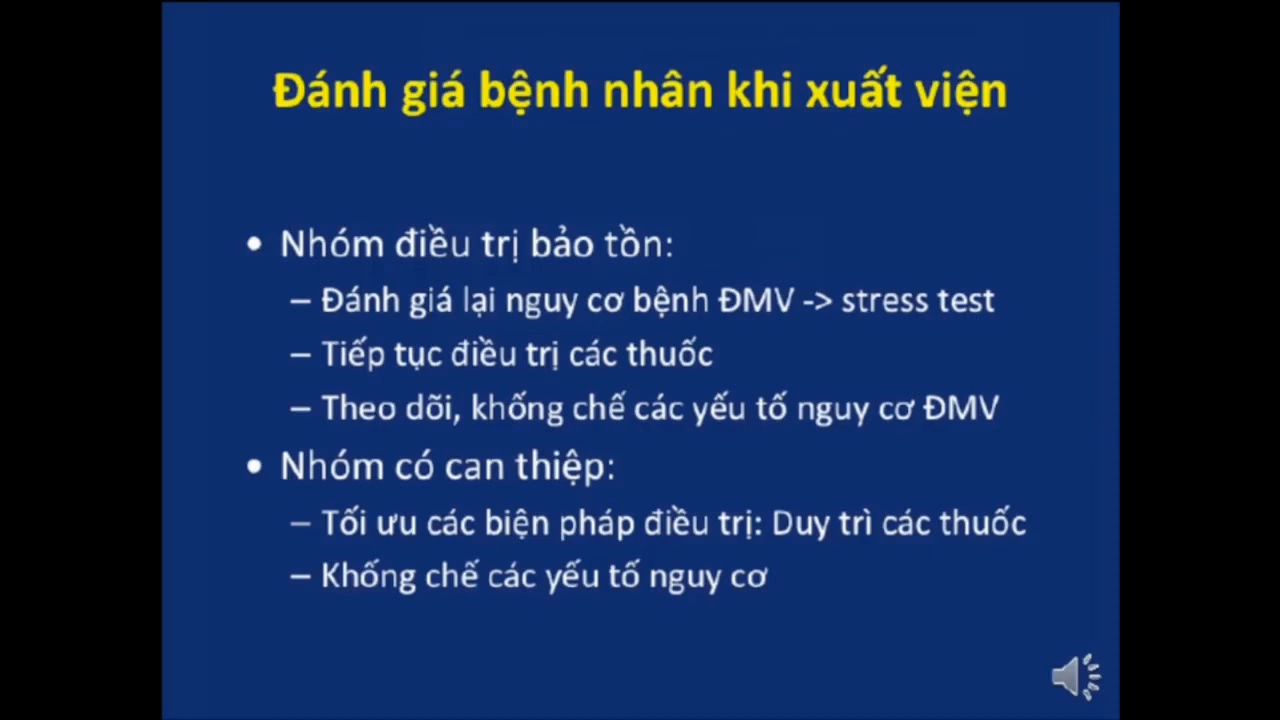 Đánh giá bệnh nhân khi xuất viện
• Nhóm điều trị bảo tồn:
– Đánh giá lại nguy cơ bệnh ĐMV -> stress test
– Tiếp tục điều trị các thuốc
– Theo dõi, khống chế các yếu tố nguy cơ ĐMV
• Nhóm có can thiệp:
– Tối ưu các biện pháp điều trị: Duy trì các thuốc
– Khống chế các yếu tố nguy cơ